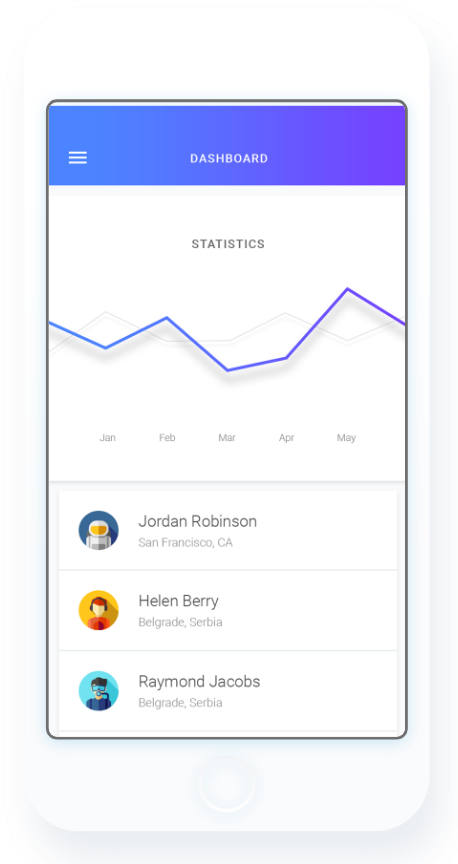 DASHBOARD
STATISTICS
Jan Feb Mar Apr May
Jordan Robinson
San Francisco, CA
Helen Berry
Belgrade, Serbia
Raymond Jacobs
Belgrade, Serbia